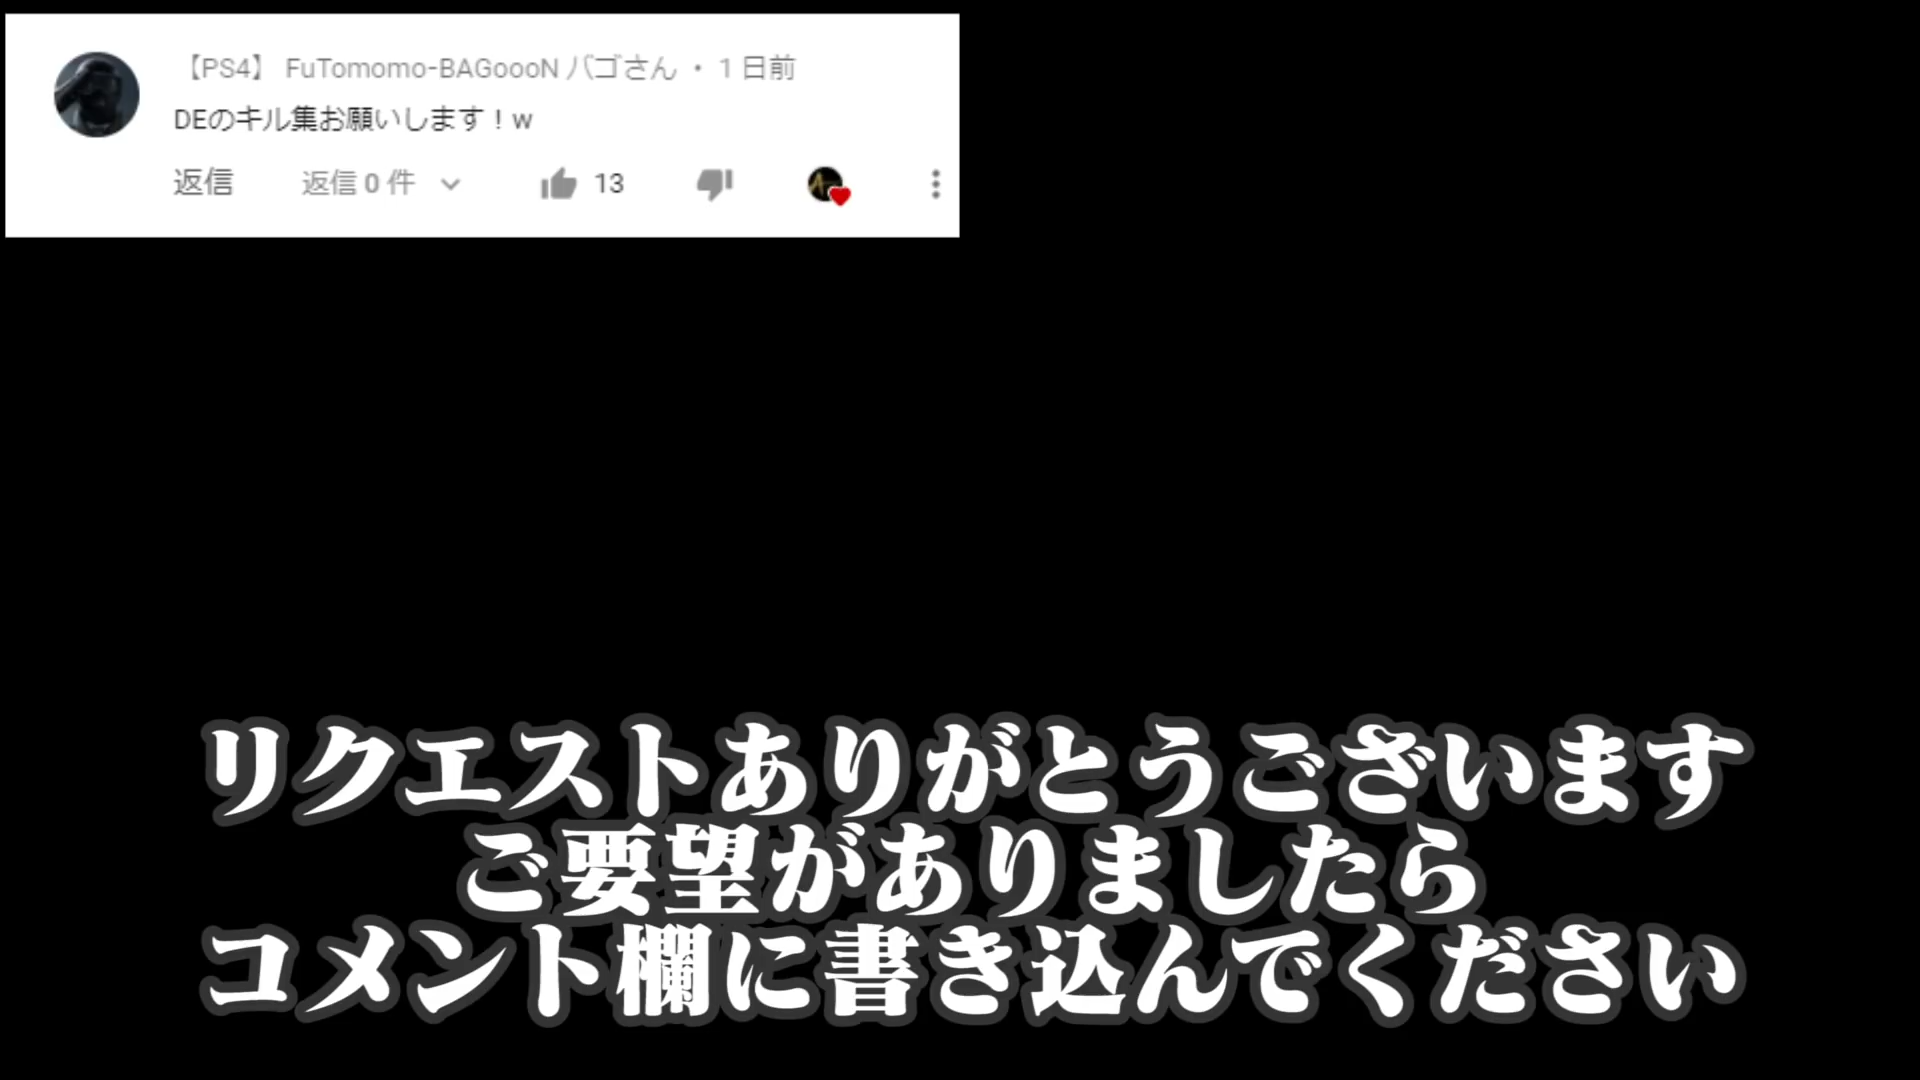 【PS4】 FuTomomo-BAGoooN バゴさん ・ 1 日前
DEのキル集お願いします！w
返信 返信 0 件 13
リクエストありがとうございます
ご要望がありましたら
コメント欄に書き込んでください